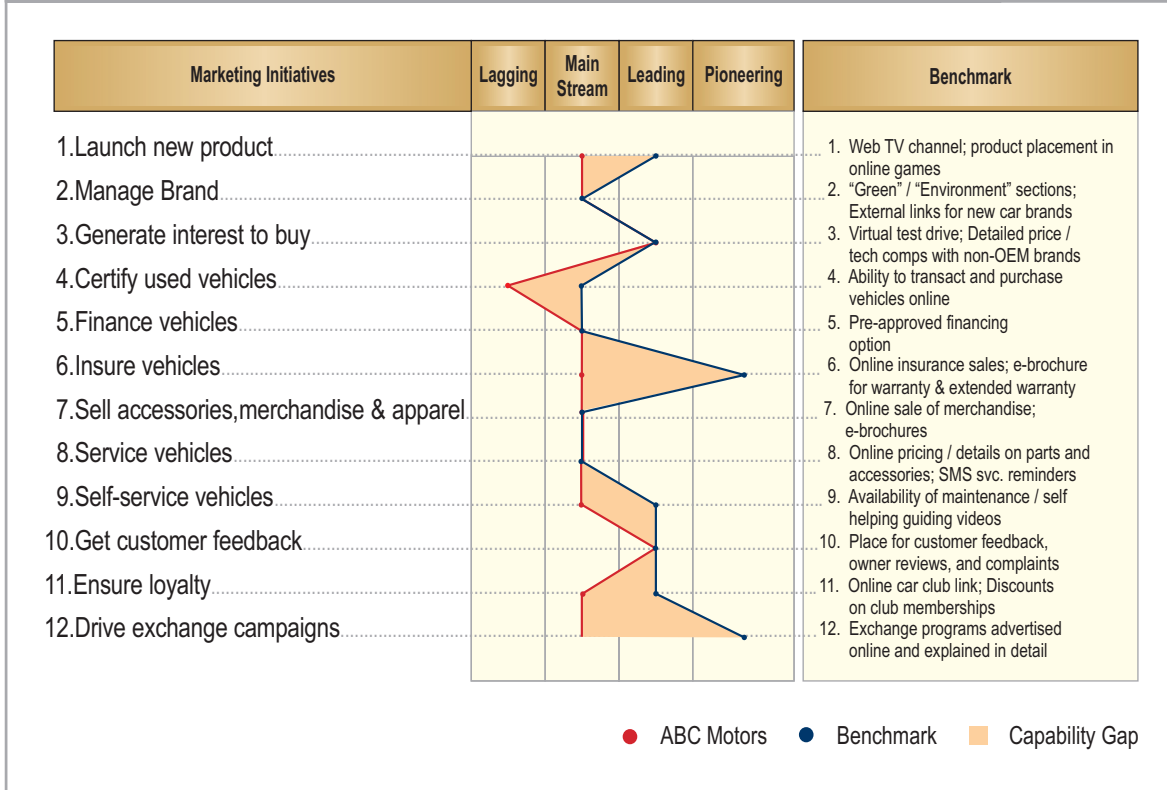 Marketing Initiatives
Lagging
Main
Stream
Leading
Pioneering
Benchmark
1.Launch new product
2.Manage Brand
3.Generate interest to buy
4.Certify used vehicles
5.Finance vehicles
6.Insure vehicles
7.Sell accessories,merchandise & apparel
8.Service vehicles
9.Self-service vehicles
10.Get customer feedback
11.Ensure loyalty
12.Drive exchange campaigns
1. Web TV channel; product placement in
online games
2. “Green” / “Environment” sections;
External links for new car brands
3. Virtual test drive; Detailed price /
tech comps with non-OEM brands
4. Ability to transact and purchase
vehicles online
5. Pre-approved financing
option
6. Online insurance sales; e-brochure
for warranty & extended warranty
7. Online sale of merchandise;
e-brochures
8. Online pricing / details on parts and
accessories; SMS svc. reminders
9. Availability of maintenance / self
helping guiding videos
10. Place for customer feedback,
owner reviews, and complaints
11. Online car club link; Discounts
on club memberships
12. Exchange programs advertised
online and explained in detail
ABC Motors
Benchmark
Capability Gap